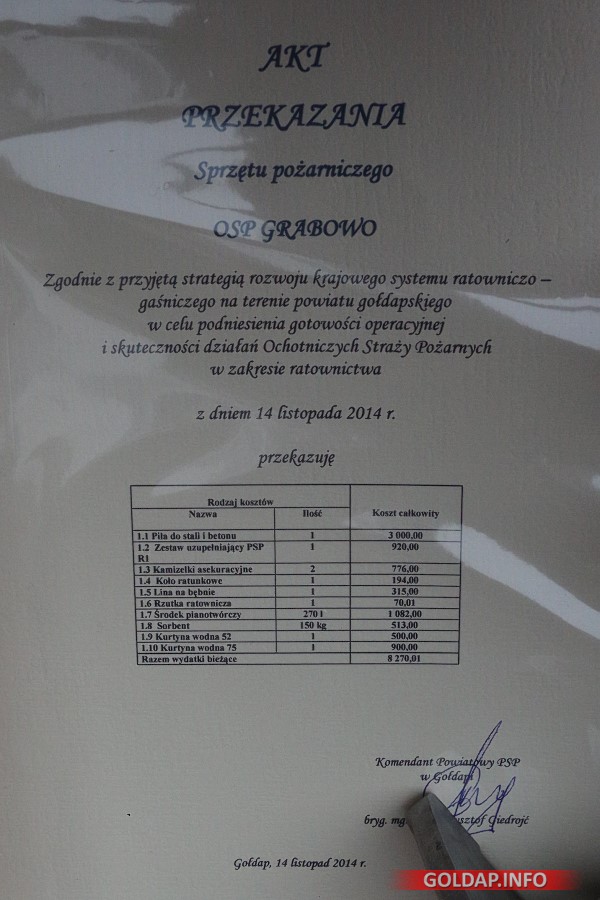 AKT
PRZEKAZANIA
Sprzętu pożarniczego
OSP GRABOWO
Zgodnie z przyjętą strategią rozwoju krajowego systemu ratowniczo –
gaśniczego na terenie powiatu gołdapskiego
w celu podniesienia gotowości operacyjnej
i skuteczności działań Ochotniczych Straży Pożarnych
w zakresie ratownictwa
z dniem 14 listopada 2014 r.
przekazuję
Rodzaj kosztów
Nazwa Ilość Koszt całkowity
1.1 Piła do stali i betonu 1 3 000,00
1.2 Zestaw uzupełniający PSP 1 920,00
R1
1.3 Kamizelki asekuracyjne 2 776,00
1.4 Koło ratunkowe 1 194,00
1.5 Lina na bębnie 1 315,00
1.6 Rzutka ratownicza 1 70,01
1.7 Środek pianotwórczy 270 l 1 082,00
1.8 Sorbent 150 kg 513,00
1.9 Kurtyna wodna 52 1 500,00
1.10 Kurtyna wodna 75 1 900,00
Razem wydatki bieżące 8 270,01
Komendant Powiatowy PSP
w Gołdapi
bryg. Giedrojć
Gołdap, 14 listopad 2014 r.
GOLDAP.INFO